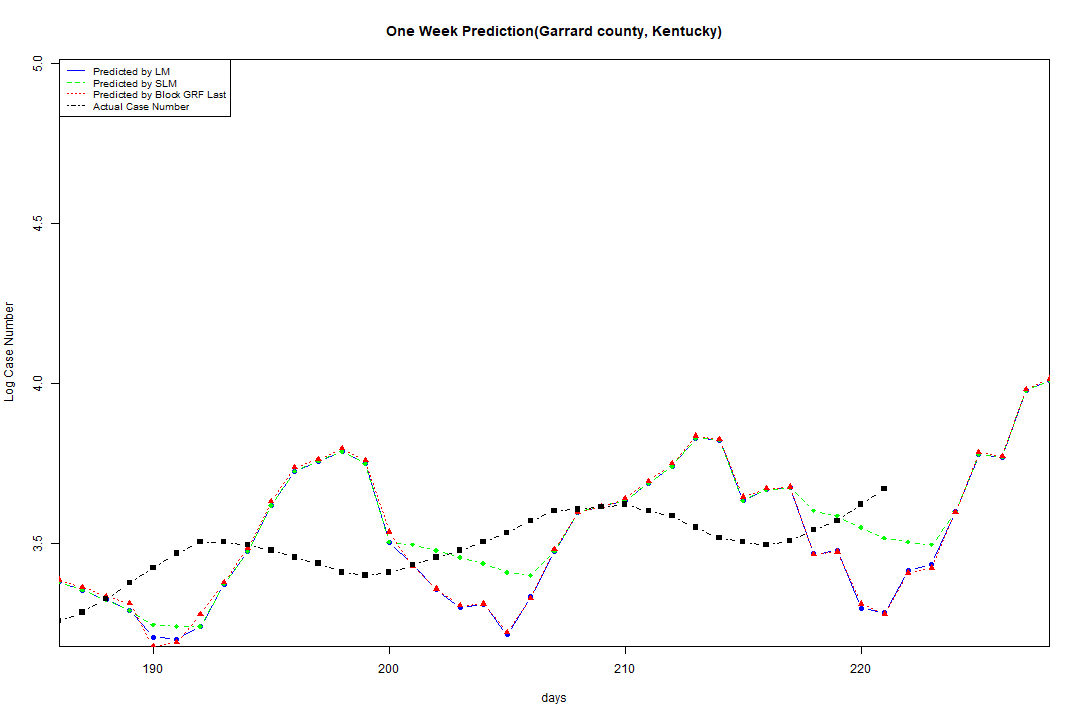 One Week Prediction(Garrard county, Kentucky)
Predicted by LM
Predicted by SLM
Predicted by Block GRF Last
Actual Case Number
5.0
4.5
4.0
3.5
Log Case Number
190 200 210 220
days